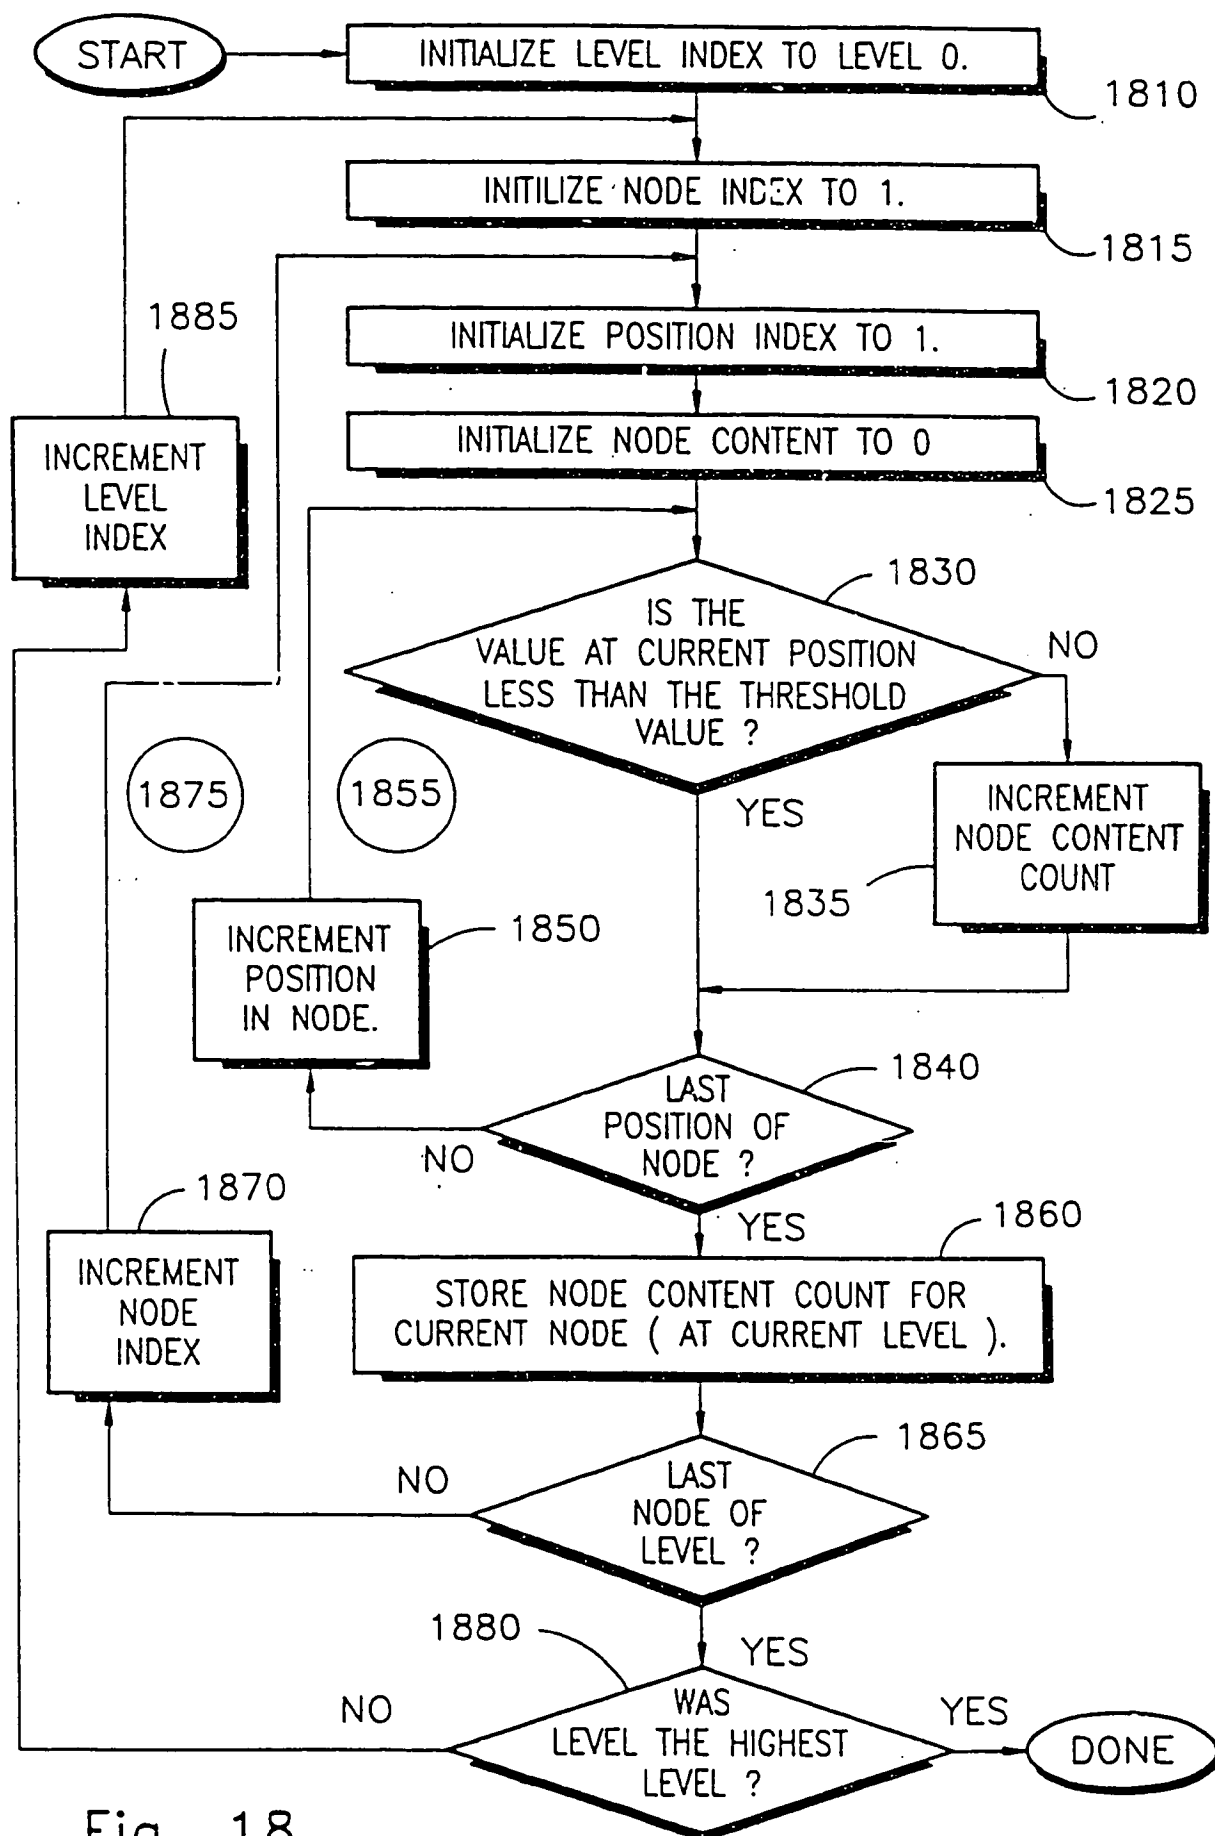 START
INITIALIZE LEVEL INDEX TO LEVEL 0.
1810
INITILIZE NODE INDEX TO 1.
1815
1885
INITIALIZE POSITION INDEX TO 1.
1820
INCREMENT
LEVEL
INDEX
INITIALIZE NODE CONTENT TO 0
1825
1830
IS THE
VALUE AT CURRENT POSITION
LESS THAN THE THRESHOLD
VALUE ?
NO
YES
1875
1855
INCREMENT
NODE CONTENT
COUNT
1835
INCREMENT
POSITION
IN NODE.
1850
1840
LAST
POSITION OF
NODE ?
NO
YES
1870
INCREMENT
NODE
INDEX
1860
STORE NODE CONTENT COUNT FOR
CURRENT NODE ( AT CURRENT LEVEL ).
1865
LAST
NODE OF
LEVEL ?
NO
YES
1880
WAS
LEVEL THE HIGHEST
LEVEL ?
NO
YES
DONE
Fig. 18